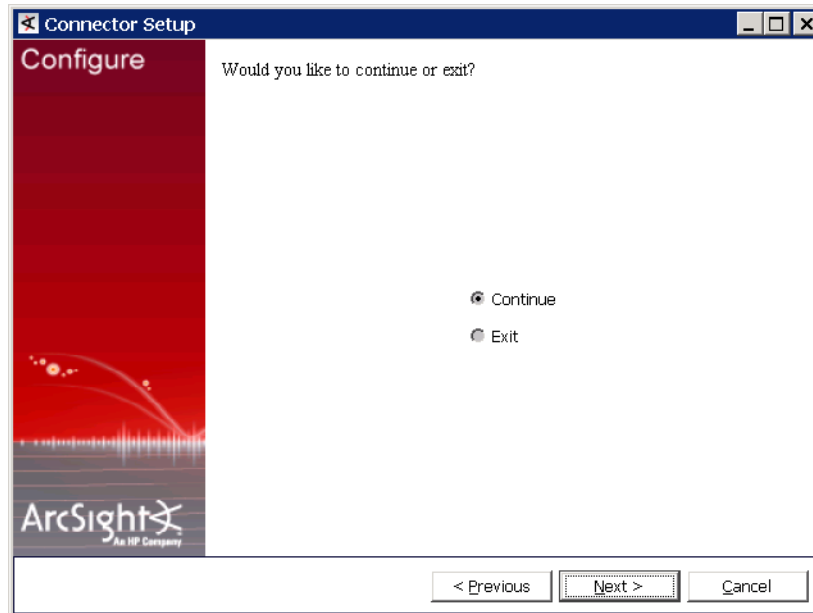 Connector Setup
Configure
Would you like to continue or exit?
Continue
Exit
ArcSight
An HP Company
< Previous
Next >
Cancel